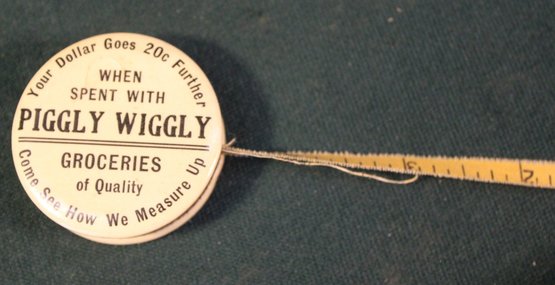 Your Dollar Goes 20c Further
WHEN
SPENT WITH
PIGGLY WIGGLY
GROCERIES
of Quality
Come See How We Measure Up
2